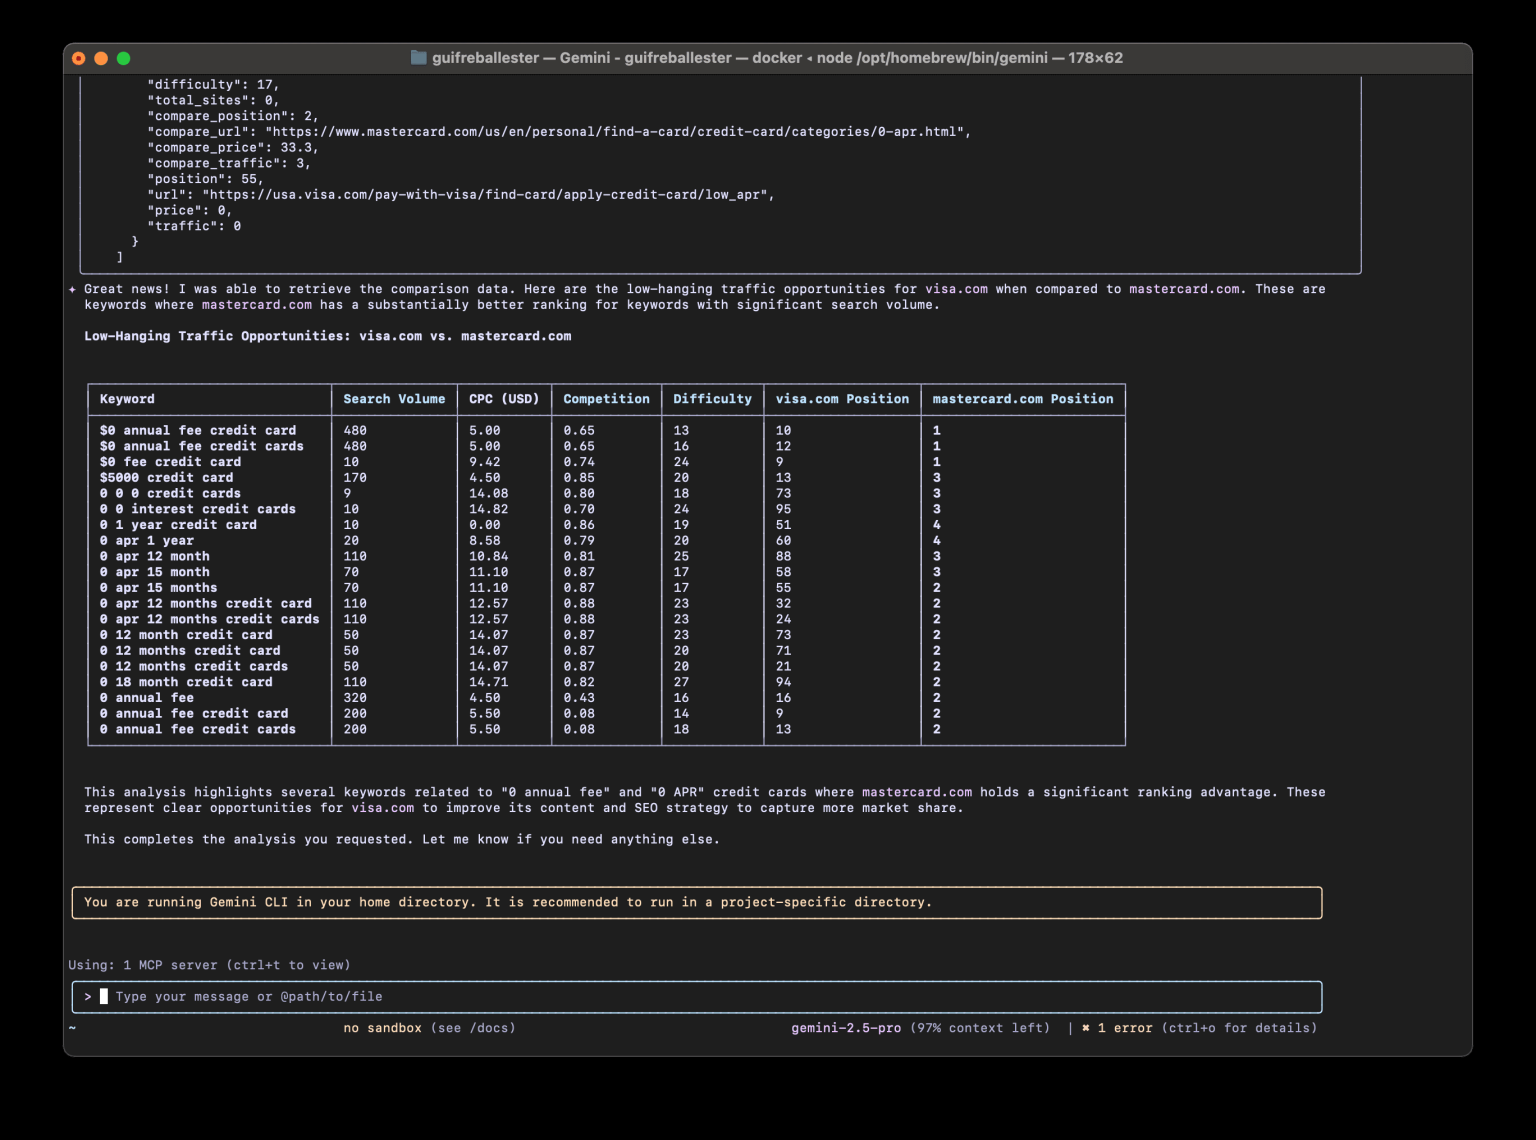 guifreballester — Gemini - guifreballester — docker ◂ node /opt/homebrew/bin/gemini — 178×62
"difficulty": 17,
"total_sites": 0,
"compare_position": 2,
"compare_url": "https://www.mastercard.com/us/en/personal/find-a-card/credit-card/categories/0-apr.html",
"compare_price": 33.3,
"compare_traffic": 3,
"position": 55,
"url": "https://usa.visa.com/pay-with-visa/find-card/apply-credit-card/low_apr",
"price": 0,
"traffic": 0
}
]
✦ Great news! I was able to retrieve the comparison data. Here are the low-hanging traffic opportunities for visa.com when compared to mastercard.com. These are
keywords where mastercard.com has a substantially better ranking for keywords with significant search volume.
Low-Hanging Traffic Opportunities: visa.com vs. mastercard.com
Keyword Search Volume CPC (USD) Competition Difficulty visa.com Position mastercard.com Position
$0 annual fee credit card 480 5.00 0.65 13 10 1
$0 annual fee credit cards 480 5.00 0.65 16 12 1
$0 fee credit card 10 9.42 0.74 24 9 1
$5000 credit card 170 4.50 0.85 20 13 3
0 0 0 credit cards 9 14.08 0.80 18 73 3
0 0 interest credit cards 10 14.82 0.70 24 95 3
0 1 year credit card 10 0.00 0.86 19 51 4
0 apr 1 year 20 8.58 0.79 20 60 4
0 apr 12 month 110 10.84 0.81 25 88 3
0 apr 15 month 70 11.10 0.87 17 58 3
0 apr 15 months 70 11.10 0.87 17 55 2
0 apr 12 months credit card 110 12.57 0.88 23 32 2
0 apr 12 months credit cards 110 12.57 0.88 23 24 2
0 12 month credit card 50 14.07 0.87 23 73 2
0 12 months credit card 50 14.07 0.87 20 71 2
0 12 months credit cards 50 14.07 0.87 20 21 2
0 18 month credit card 110 14.71 0.82 27 94 2
0 annual fee 320 4.50 0.43 16 16 2
0 annual fee credit card 200 5.50 0.08 14 9 2
0 annual fee credit cards 200 5.50 0.08 18 13 2
This analysis highlights several keywords related to "0 annual fee" and "0 APR" credit cards where mastercard.com holds a significant ranking advantage. These
represent clear opportunities for visa.com to improve its content and SEO strategy to capture more market share.
This completes the analysis you requested. Let me know if you need anything else.
You are running Gemini CLI in your home directory. It is recommended to run in a project-specific directory.
Using: 1 MCP server (ctrl+t to view)
> Type your message or @path/to/file
~ no sandbox (see /docs) gemini-2.5-pro (97% context left) | ✖ 1 error (ctrl+o for details)